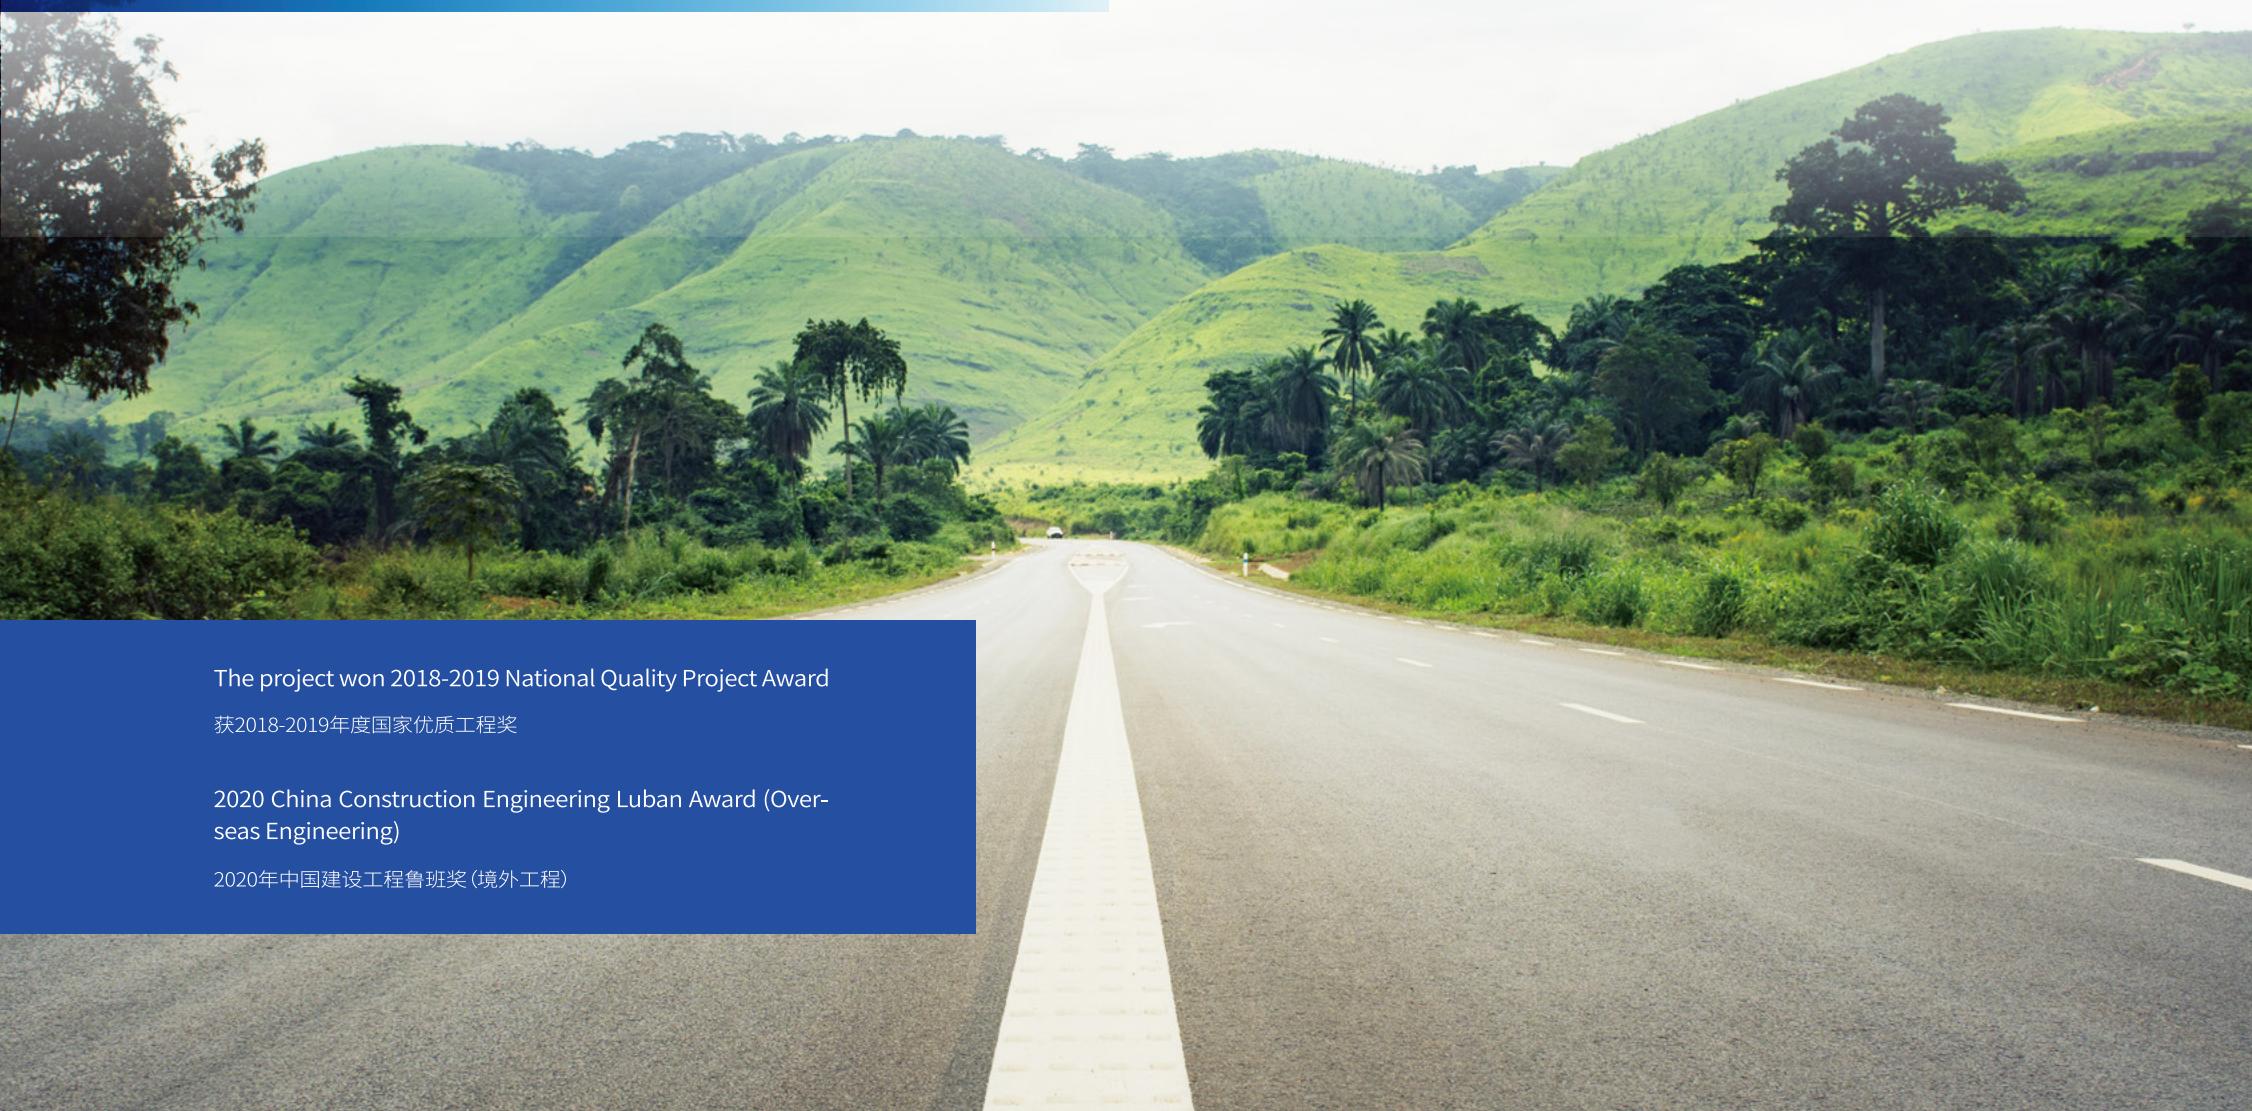 The project won 2018-2019 National Quality Project Award
获2018-2019年度国家优质工程奖
2020 China Construction Engineering Luban Award (Over-
seas Engineering)
2020年中国建设工程鲁班奖（境外工程）